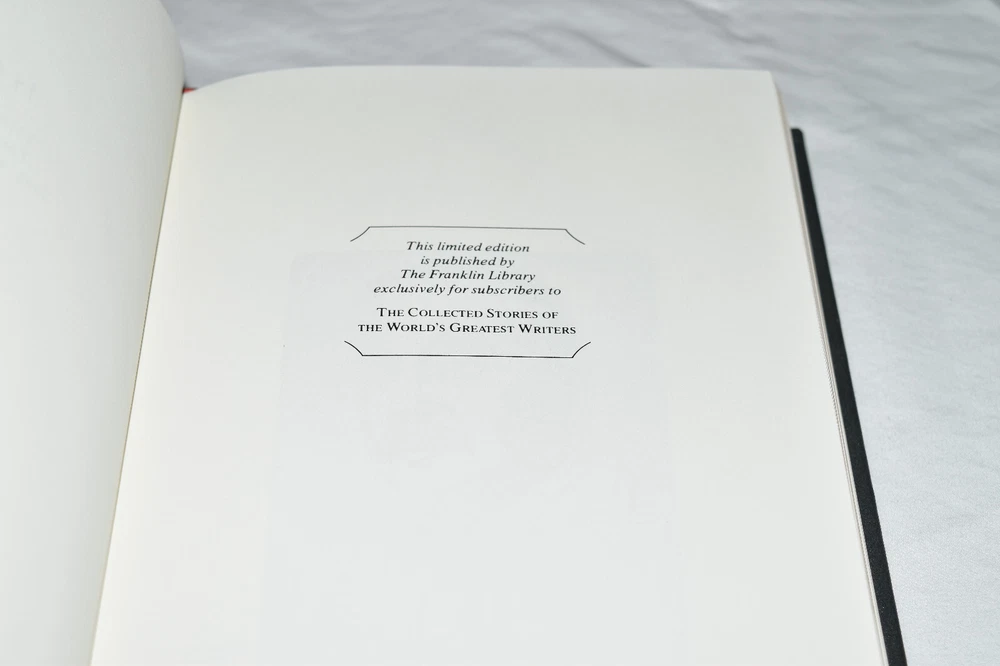 This limited edition
is published by
The Franklin Library
exclusively for subscribers to
THE COLLECTED STORIES OF
THE WORLD'S GREATEST WRITERS